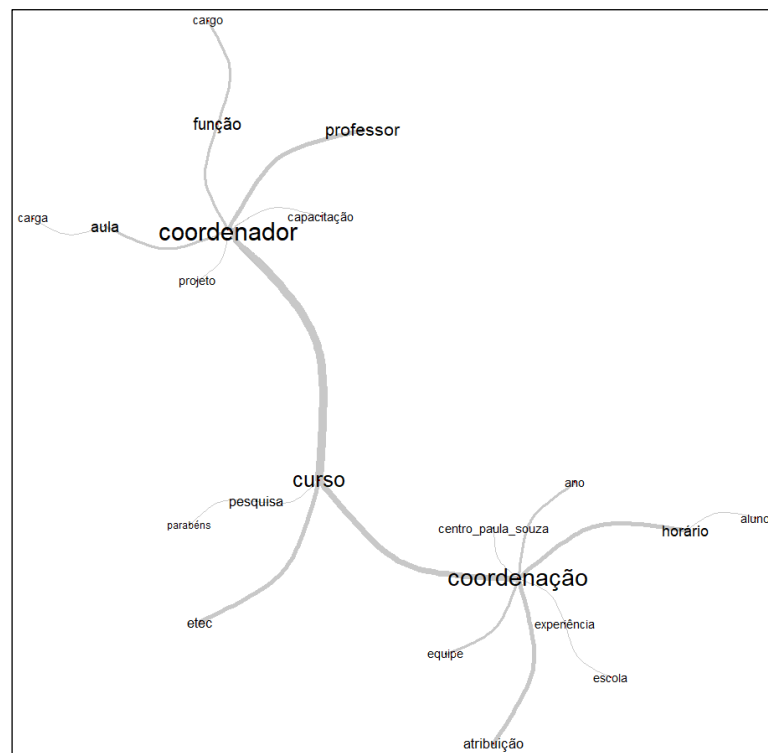 cargo
função
professor
carga
aula
capacitação
coordenador
projeto
curso
pesquisa
parabéns
etec
ano
centro_paula_souza
horário
aluno
coordenação
experiência
equipe
escola
atribuição